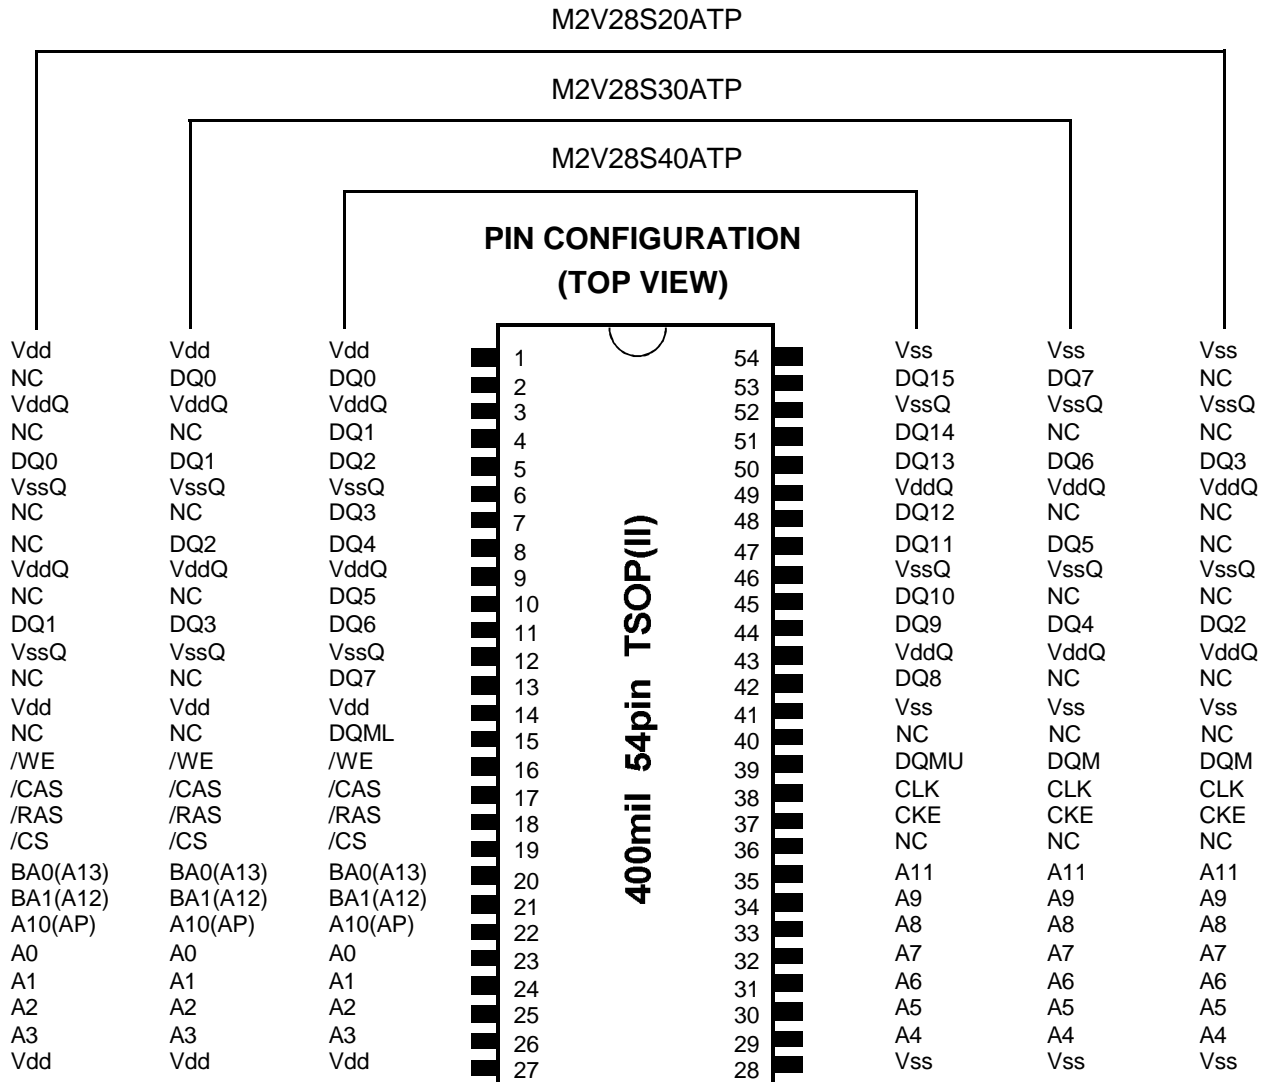 M2V28S20ATP
M2V28S30ATP
M2V28S40ATP
PIN CONFIGURATION
(TOP VIEW)
Vdd Vdd Vdd 1 54 Vss Vss Vss
NC DQ0 DQ0 2 53 DQ15 DQ7 NC
VddQ VddQ VddQ 3 52 VssQ VssQ VssQ
NC NC DQ1 4 51 DQ14 NC NC
DQ0 DQ1 DQ2 5 50 DQ13 DQ6 DQ3
VssQ VssQ VssQ 6 49 VddQ VddQ VddQ
NC NC DQ3 7 48 DQ12 NC NC
NC DQ2 DQ4 8 47 DQ11 DQ5 NC
VddQ VddQ VddQ 9 46 VssQ VssQ VssQ
NC NC DQ5 10 45 DQ10 NC NC
DQ1 DQ3 DQ6 11 44 DQ9 DQ4 DQ2
VssQ VssQ VssQ 12 43 VddQ VddQ VddQ
NC NC DQ7 13 42 DQ8 NC NC
Vdd Vdd Vdd 14 41 Vss Vss Vss
NC NC DQML 15 40 NC NC NC
/WE /WE /WE 16 39 DQMU DQM DQM
/CAS /CAS /CAS 17 38 CLK CLK CLK
/RAS /RAS /RAS 18 37 CKE CKE CKE
/CS /CS /CS 19 36 NC NC NC
BA0(A13) BA0(A13) BA0(A13) 20 35 A11 A11 A11
BA1(A12) BA1(A12) BA1(A12) 21 34 A9 A9 A9
A10(AP) A10(AP) A10(AP) 22 33 A8 A8 A8
A0 A0 A0 23 32 A7 A7 A7
A1 A1 A1 24 31 A6 A6 A6
A2 A2 A2 25 30 A5 A5 A5
A3 A3 A3 26 29 A4 A4 A4
Vdd Vdd Vdd 27 28 Vss Vss Vss
400mil 54pin TSOP(II)